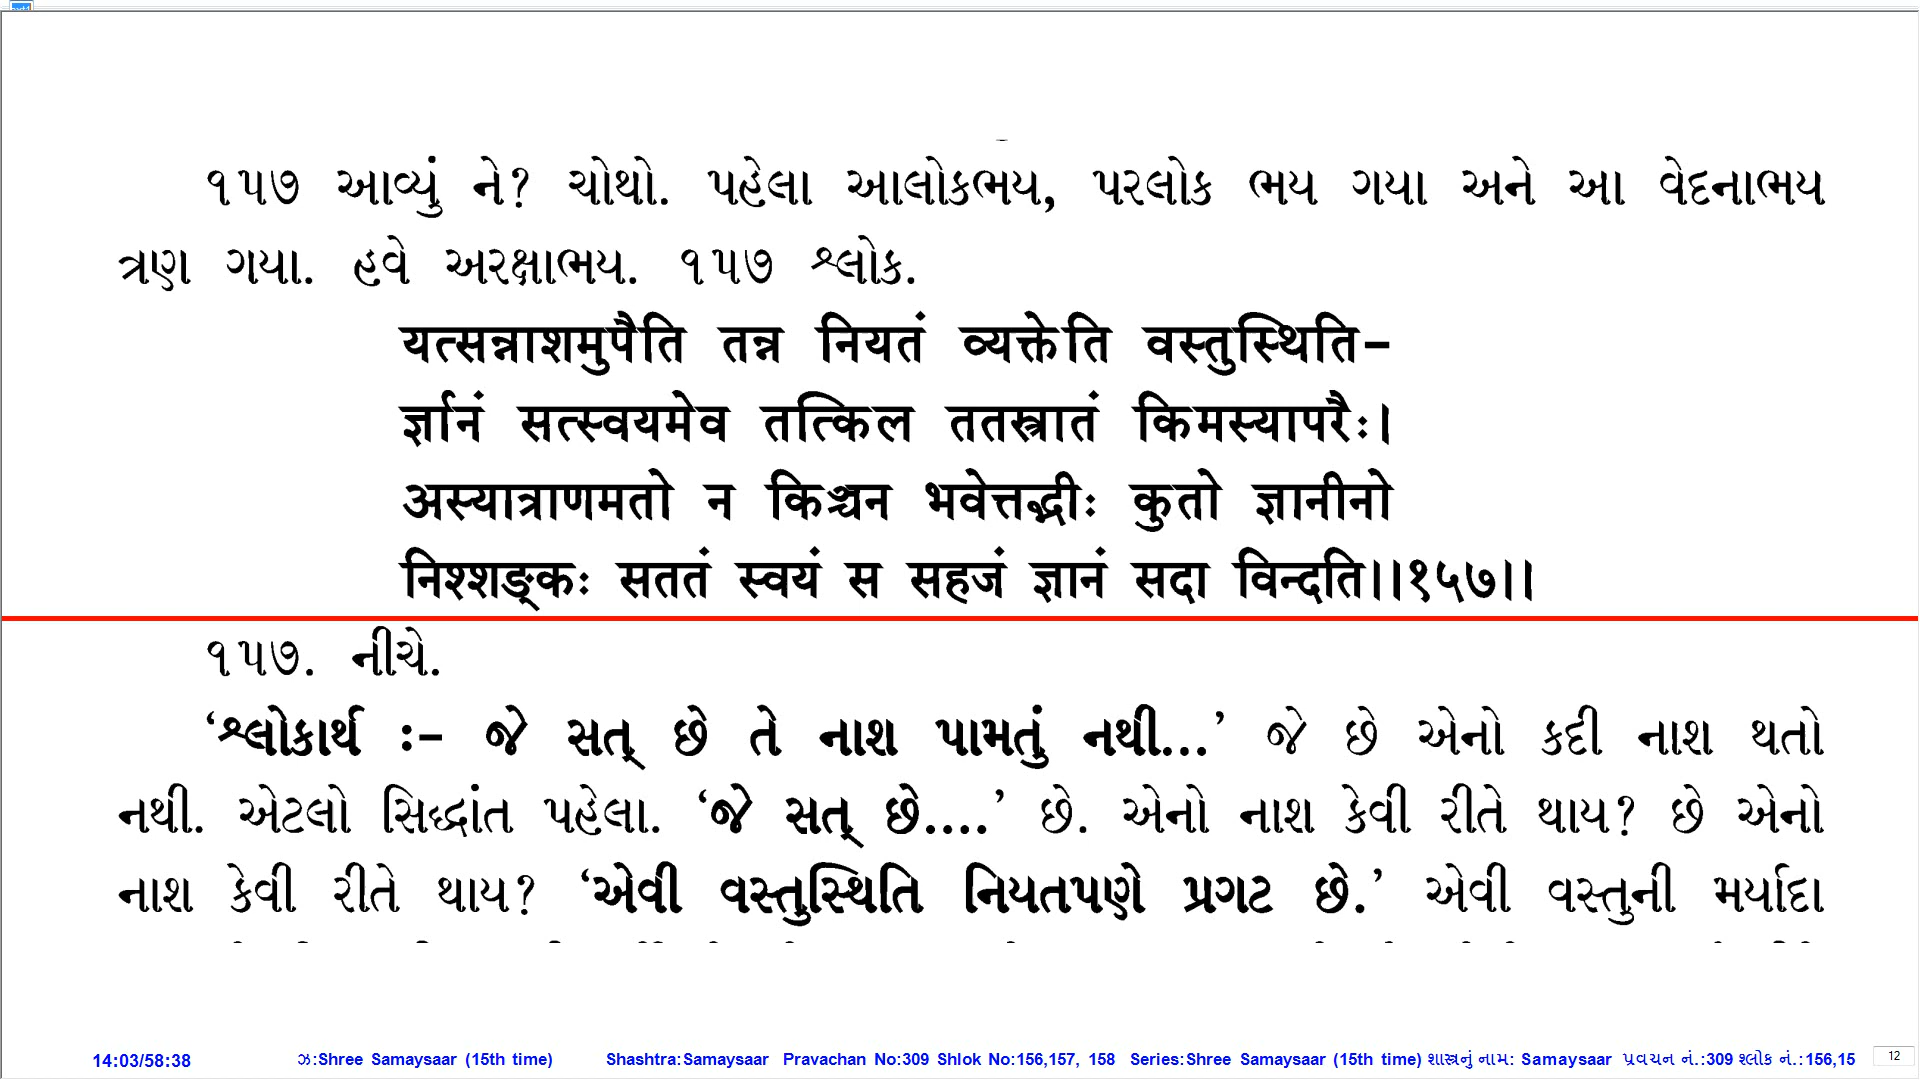 ૧૫૭ આવ્યું ને? ચોથો. પહેલા આલોકભય, પરલોક ભય ગયા અને આ વેદનાભય
ત્રણ ગયા. હવે અરક્ષાભય. ૧૫૭ શ્લોક.
यत्सन्नाशमुपैति तन्न नियतं व्यक्तेति वस्तुस्थिति-
र्ज्ञानं सत्स्वयमेव तत्किल ततस्त्रातं किमस्यापरैः।
अस्यात्राणमतो न किञ्चन भवेत्तद्भीः कुतो ज्ञानीनो
निश्शङ्कः सततं स्वयं स सहजं ज्ञानं सदा विन्दति।।१५७।।
૧૫૭. નીચે.
‘શ્લોકાર્થ :- જે સત્ છે તે નાશ પામતું નથી...’ જે છે એનો કદી નાશ થતો
નથી. એટલો સિદ્ધાંત પહેલા. ‘જે સત્ છે....’ છે. એનો નાશ કેવી રીતે થાય? છે એનો
નાશ કેવી રીતે થાય? ‘એવી વસ્તુસ્થિતિ નિયતપણે પ્રગટ છે.’ એવી વસ્તુની મર્યાદા
14:03/58:38 ઝ:Shree Samaysaar (15th time) Shashtra:Samaysaar Pravachan No:309 Shlok No:156,157, 158 Series:Shree Samaysaar (15th time) શાસ્ત્રનું નામ: Samaysaar પ્રવચન નં.:309 શ્લોક નં.:156,15 12